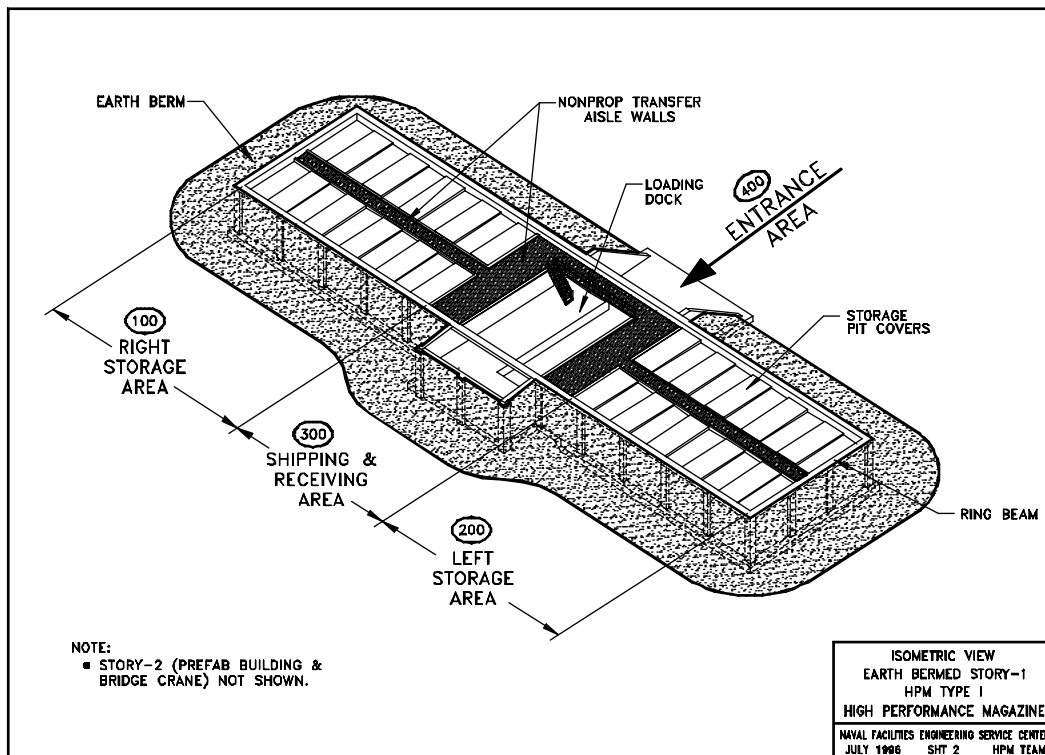 EARTH BERM
NONPROP TRANSFER
AISLE WALLS
LOADING
DOCK
400
ENTRANCE
AREA
STORAGE
PIT COVERS
100
RIGHT
STORAGE
AREA
300
SHIPPING &
RECEIVING
AREA
200
LEFT
STORAGE
AREA
RING BEAM
NOTE:
STORY-2 (PREFAB BUILDING &
BRIDGE CRANE) NOT SHOWN.
ISOMETRIC VIEW
EARTH BERMED STORY-1
HPM TYPE I
HIGH PERFORMANCE MAGAZINE
NAVAL FACILITIES ENGINEERING SERVICE CENTE
JULY 1996 SHT 2 HPM TEAM